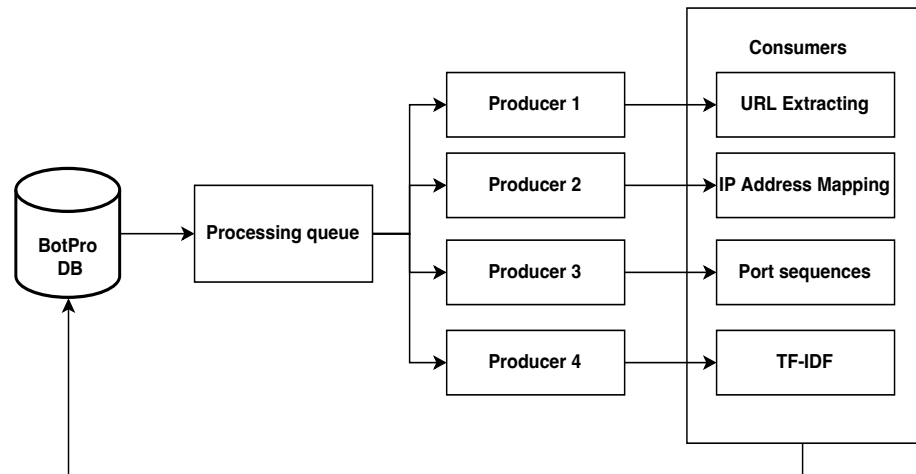 Consumers
Producer 1
URL Extracting
Producer 2
IP Address Mapping
BotPro
DB
Processing queue
Producer 3
Port sequences
Producer 4
TF-IDF